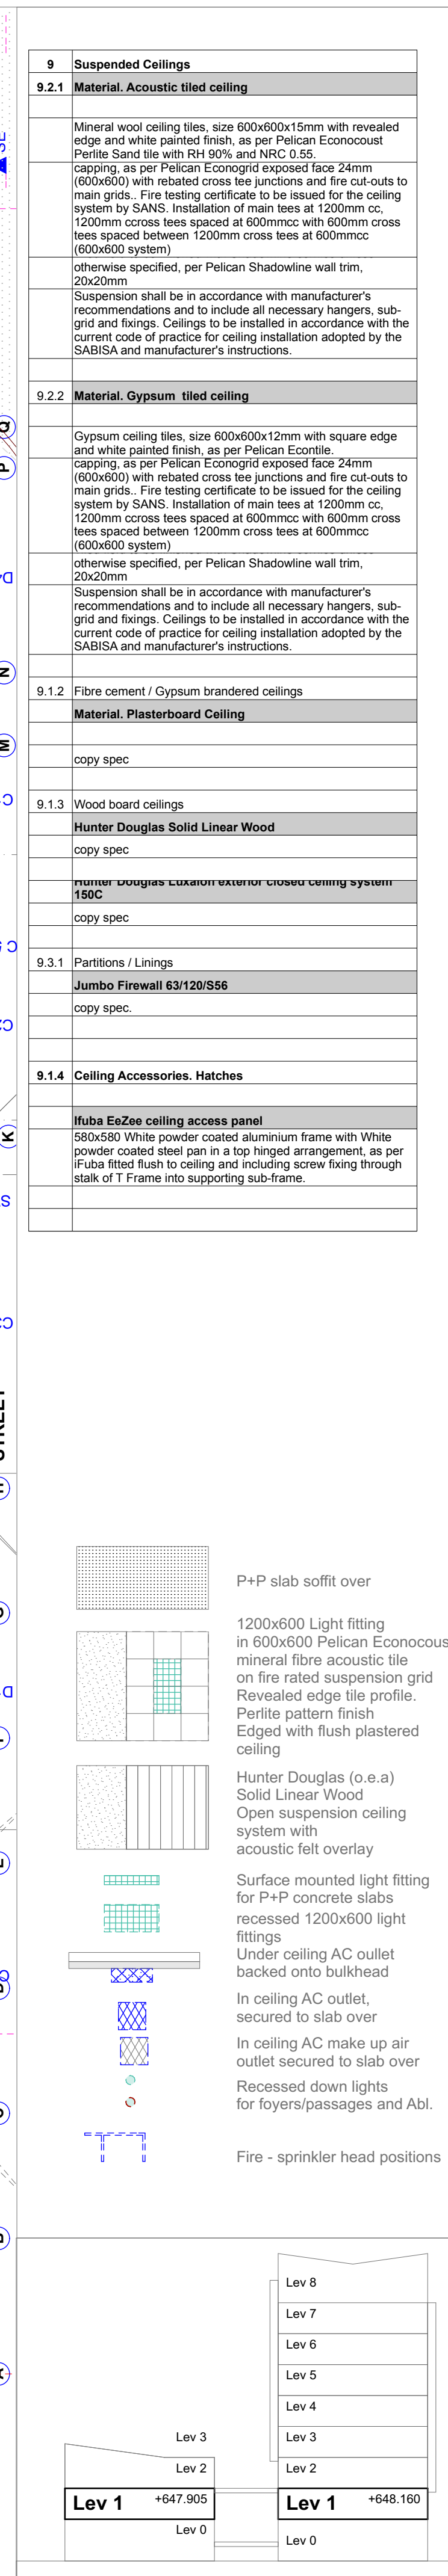 9 Suspended Ceilings
9.2.1 Material. Acoustic tiled ceiling
Mineral wool ceiling tiles, size 600x600x15mm with revealed
edge and white painted finish, as per Pelican Econocoust
Perlite Sand tile with RH 90% and NRC 0.55.
capping, as per Pelican Econogrid exposed face 24mm
(600x600) with rebated cross tee junctions and fire cut-outs to
main grids.. Fire testing certificate to be issued for the ceiling
system by SANS. Installation of main tees at 1200mm cc,
1200mm ccross tees spaced at 600mmcc with 600mm cross
tees spaced between 1200mm cross tees at 600mmcc
(600x600 system)
otherwise specified, per Pelican Shadowline wall trim,
20x20mm
Suspension shall be in accordance with manufacturer's
recommendations and to include all necessary hangers, sub-
grid and fixings. Ceilings to be installed in accordance with the
current code of practice for ceiling installation adopted by the
SABISA and manufacturer's instructions.
9.2.2 Material. Gypsum  tiled ceiling
Gypsum ceiling tiles, size 600x600x12mm with square edge
and white painted finish, as per Pelican Econtile.
capping, as per Pelican Econogrid exposed face 24mm
(600x600) with rebated cross tee junctions and fire cut-outs to
main grids.. Fire testing certificate to be issued for the ceiling
system by SANS. Installation of main tees at 1200mm cc,
1200mm ccross tees spaced at 600mmcc with 600mm cross
tees spaced between 1200mm cross tees at 600mmcc
(600x600 system)
otherwise specified, per Pelican Shadowline wall trim,
20x20mm
Suspension shall be in accordance with manufacturer's
recommendations and to include all necessary hangers, sub-
grid and fixings. Ceilings to be installed in accordance with the
current code of practice for ceiling installation adopted by the
SABISA and manufacturer's instructions.
9.1.2 Fibre cement / Gypsum brandered ceilings
Material. Plasterboard Ceiling
copy spec
9.1.3 Wood board ceilings
Hunter Douglas Solid Linear Wood
copy spec
Hunter Douglas Luxalon exterior closed ceiling system
150C
copy spec
9.3.1 Partitions / Linings
Jumbo Firewall 63/120/S56
copy spec.
9.1.4 Ceiling Accessories. Hatches
Ifuba EeZee ceiling access panel
580x580 White powder coated aluminium frame with White
powder coated steel pan in a top hinged arrangement, as per
iFuba fitted flush to ceiling and including screw fixing through
stalk of T Frame into supporting sub-frame.
P+P slab soffit over
1200x600 Light fitting
in 600x600 Pelican Econocous
mineral fibre acoustic tile
on fire rated suspension grid
Revealed edge tile profile.
Perlite pattern finish
Edged with flush plastered
ceiling
Hunter Douglas (o.e.a)
Solid Linear Wood
Open suspension ceiling
system with
acoustic felt overlay
Surface mounted light fitting
for P+P concrete slabs
recessed 1200x600 light
fittings
Under ceiling AC oullet
backed onto bulkhead
In ceiling AC outlet,
secured to slab over
In ceiling AC make up air
outlet secured to slab over
Recessed down lights
for foyers/passages and Abl.
Fire - sprinkler head positions
Lev 8
Lev 7
Lev 6
Lev 5
Lev 4
Lev 3 Lev 3
Lev 2 Lev 2
Lev 1 +647.905 Lev 1 +648.160
Lev 0 Lev 0
Q
P
N
M
K